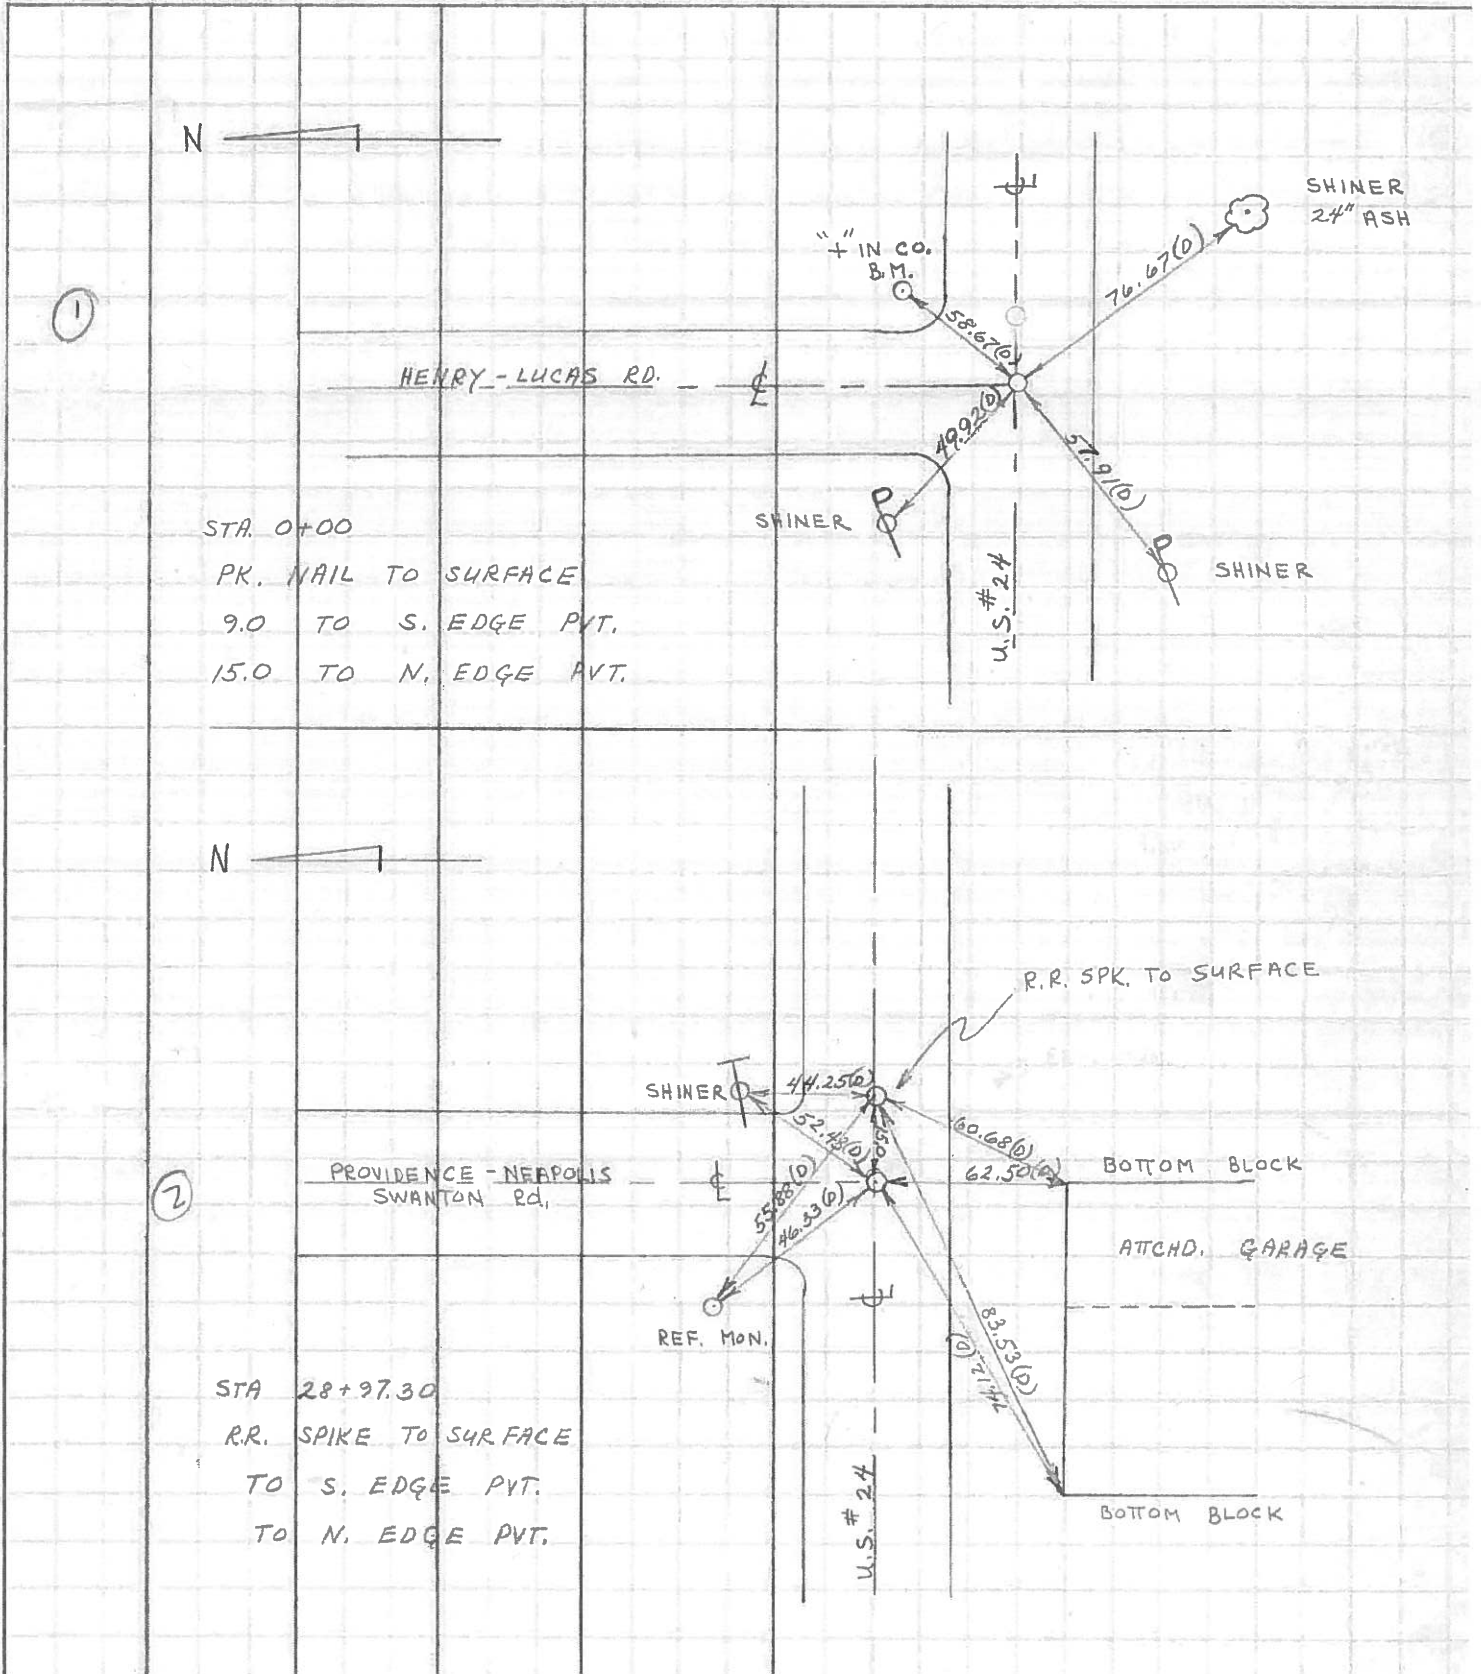 N
SHINER
24" ASH
"+" IN CO.
B.M.
76.67(D)
1
58.67(D)
HENRY - LUCAS RD.
℄
℄
49.92(D)
57.91(D)
SHINER
SHINER
U.S. # 24
STA. 0+00
PK. NAIL TO SURFACE
9.0 TO S. EDGE PVT.
15.0 TO N. EDGE PVT.
N
R.R. SPK. TO SURFACE
SHINER
44.25(D)
52.43(D)
60.68(D)
62.50(D)
BOTTOM BLOCK
2
PROVIDENCE - NEAPOLIS
SWANTON Rd.
℄
55.88(D)
46.33(D)
ATTCHD. GARAGE
℄
REF. MON.
83.53(D)
(D)
STA 28+97.30
R.R. SPIKE TO SURFACE
TO S. EDGE PVT.
TO N. EDGE PVT.
U.S. # 24
BOTTOM BLOCK